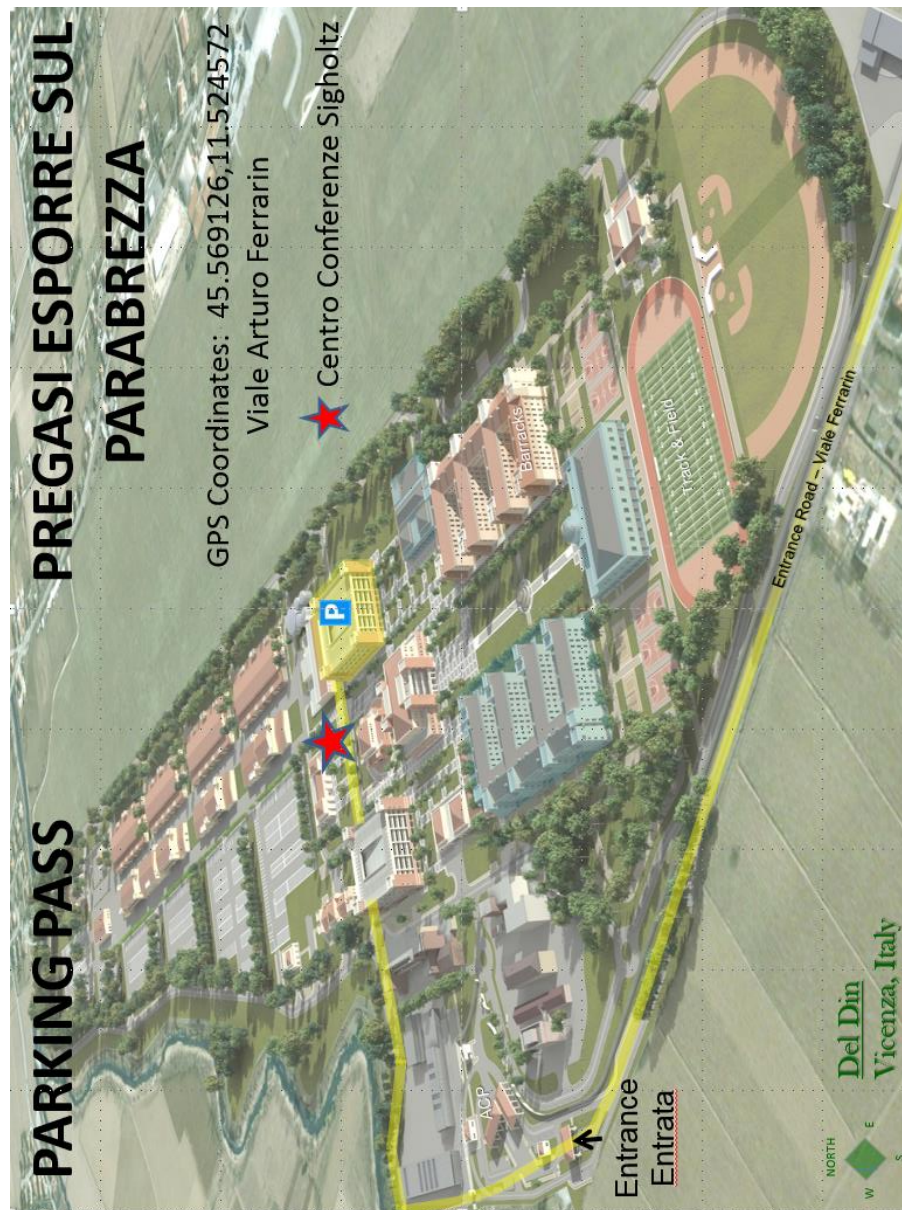 PARKING PASS
PREGASI ESPORRE SUL
PARABREZZA
GPS Coordinates: 45.569126,11.524572
Viale Arturo Ferrarin
Centro Conferenze Sigholtz
P
Barracks
Track & Field
ACP
Entrance Road – Viale Ferrarin
Entrance
Entrata
NORTH
W
E
S
Del Din
Vicenza, Italy